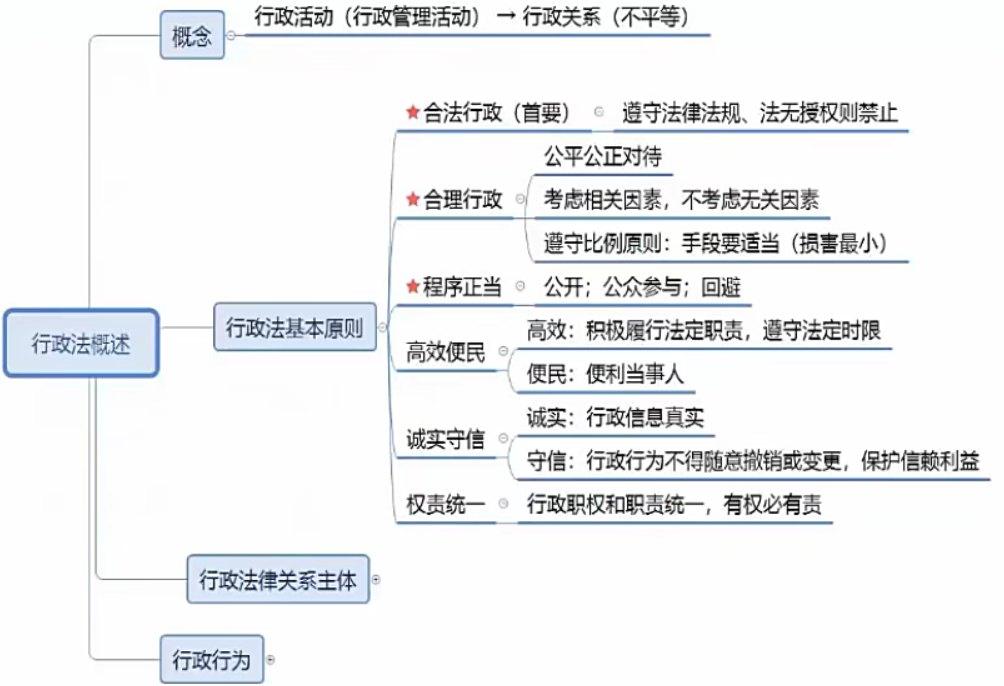 概念
行政活动（行政管理活动） → 行政关系（不平等）
行政法概述
行政法基本原则
合法行政（首要）
遵守法律法规、法无授权则禁止
合理行政
公平公正对待
考虑相关因素，不考虑无关因素
遵守比例原则：手段要适当（损害最小）
程序正当
公开；公众参与；回避
高效便民
高效：积极履行法定职责，遵守法定时限
便民：便利当事人
诚实守信
诚实：行政信息真实
守信：行政行为不得随意撤销或变更，保护信赖利益
权责统一
行政职权和职责统一，有权必有责
行政法律关系主体
行政行为